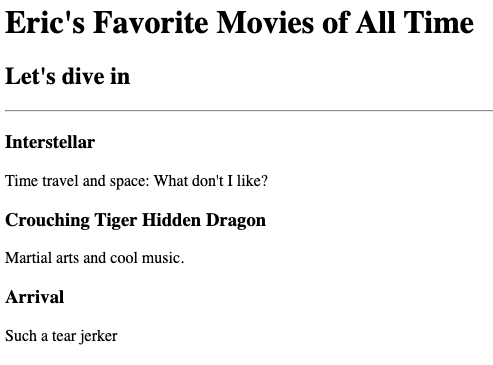 Eric's Favorite Movies of All Time
Let's dive in
Interstellar
Time travel and space: What don't I like?
Crouching Tiger Hidden Dragon
Martial arts and cool music.
Arrival
Such a tear jerker